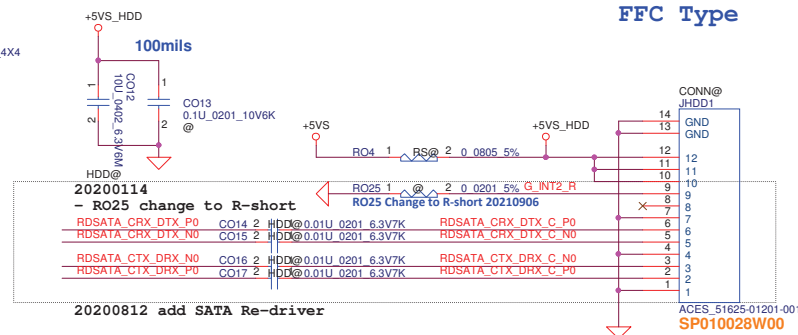 FFC Type
+5VS_HDD
100mils
4X4
1
2
CO12
10U_0402_6.3V6M
HDD@
1
2
CO13
0.1U_0201_10V6K
@
+5VS
RO4 1 RS@ 2 0_0805_5%
+5VS_HDD
RO25 1 @ 2 0_0201_5% G_INT2_R
RO25 Change to R-short 20210906
20200114
- RO25 change to R-short
RDSATA_CRX_DTX_P0 CO14 2 HDD@ 0.01U_0201_6.3V7K RDSATA_CRX_DTX_C_P0
RDSATA_CRX_DTX_N0 CO15 2 HDD@ 0.01U_0201_6.3V7K RDSATA_CRX_DTX_C_N0
RDSATA_CTX_DRX_N0 CO16 2 HDD@ 0.01U_0201_6.3V7K RDSATA_CTX_DRX_C_N0
RDSATA_CTX_DRX_P0 CO17 2 HDD@ 0.01U_0201_6.3V7K RDSATA_CTX_DRX_C_P0
20200812 add SATA Re-driver
CONN@
JHDD1
14 GND
13 GND
12 12
11 11
10 10
9 9
8 8
7 7
6 6
5 5
4 4
3 3
2 2
1 1
ACES_51625-01201-001
SP010028W00